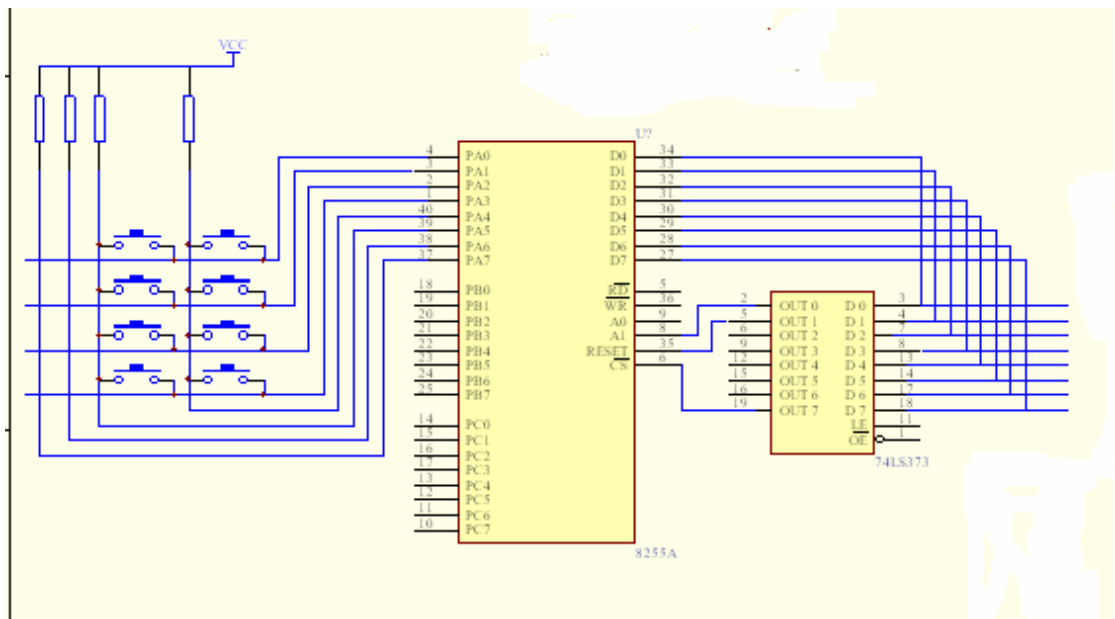 VCC
U?
4 PA0 D0 34
3 PA1 D1 33
2 PA2 D2 32
1 PA3 D3 31
40 PA4 D4 30
39 PA5 D5 29
38 PA6 D6 28
37 PA7 D7 27
18 PB0 RD 5
19 PB1 WR 36
20 PB2 A0 9
21 PB3 A1 8
22 PB4 RESET 35
23 PB5 CS 6
24 PB6
25 PB7
14 PC0
15 PC1
16 PC2
17 PC3
13 PC4
12 PC5
11 PC6
10 PC7
8255A
2 OUT 0 D 0 3
5 OUT 1 D 1 4
6 OUT 2 D 2 7
9 OUT 3 D 3 8
12 OUT 4 D 4 13
15 OUT 5 D 5 14
16 OUT 6 D 6 17
19 OUT 7 D 7 18
LE 11
OE 1
74LS373